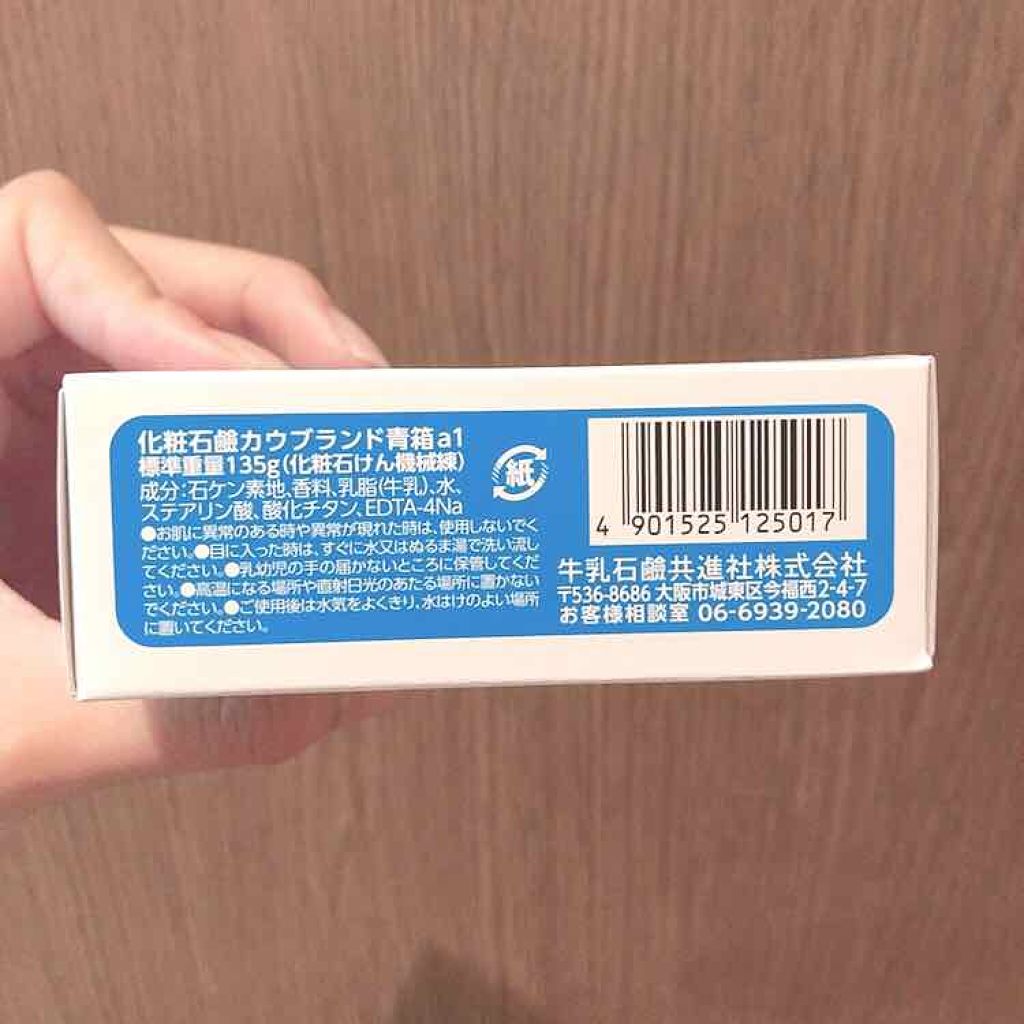 化粧石鹸カウブランド青箱a1
標準重量135g(化粧石けん機械練)
成分:石ケン素地、香料、乳脂(牛乳)、水、
ステアリン酸、酸化チタン、EDTA-4Na
●お肌に異常のある時や異常が現れた時は、使用しないでく
ださい。●目に入った時は、すぐに水又はぬるま湯で洗い流し
てください。●乳幼児の手の届かないところに保管してくだ
さい。●高温になる場所や直射日光のあたる場所に置かない
でください。●ご使用後は水気をよくきり、水はけのよい場所
に置いてください。
紙
4 901525 125017
牛乳石鹸共進社株式会社
〒536-8686 大阪市城東区今福西2-4-7
お客様相談室 06-6939-2080